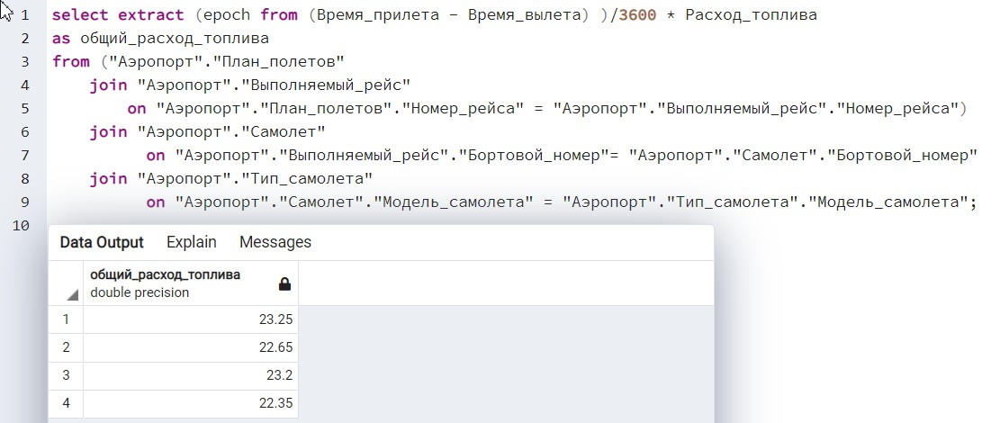 1 select extract (epoch from (Время_прилета - Время_вылета) )/3600 * Расход_топлива
2 as общий_расход_топлива
3 from ("Аэропорт"."План_полетов"
4 join "Аэропорт"."Выполняемый_рейс"
5 on "Аэропорт"."План_полетов"."Номер_рейса" = "Аэропорт"."Выполняемый_рейс"."Номер_рейса")
6 join "Аэропорт"."Самолет"
7 on "Аэропорт"."Выполняемый_рейс"."Бортовой_номер"= "Аэропорт"."Самолет"."Бортовой_номер"
8 join "Аэропорт"."Тип_самолета"
9 on "Аэропорт"."Самолет"."Модель_самолета" = "Аэропорт"."Тип_самолета"."Модель_самолета";
10
Data Output Explain Messages
общий_расход_топлива
double precision
1 23.25
2 22.65
3 23.2
4 22.35